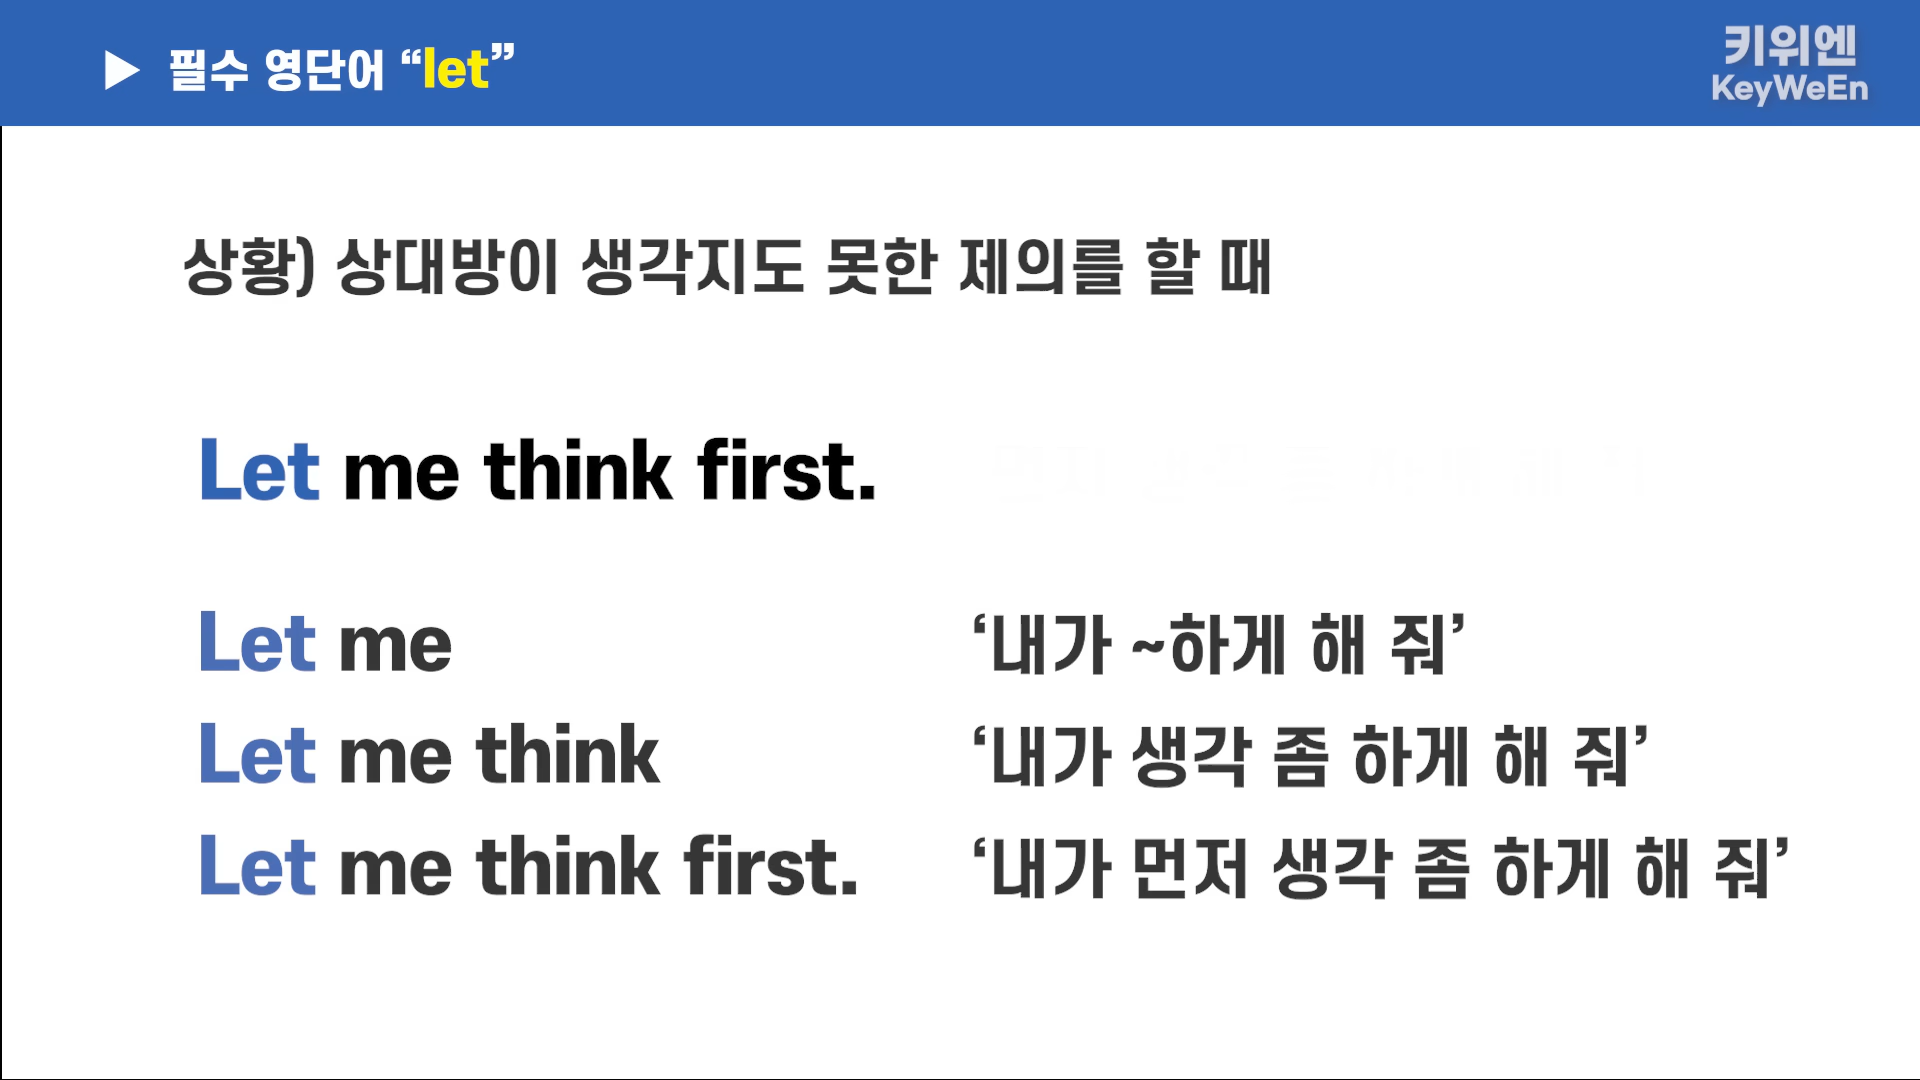 ▶ 필수 영단어 “let”
키위엔
KeyWeEn
상황) 상대방이 생각지도 못한 제의를 할 때
Let me think first.
Let me ‘내가 ~하게 해 줘’
Let me think ‘내가 생각 좀 하게 해 줘’
Let me think first. ‘내가 먼저 생각 좀 하게 해 줘’